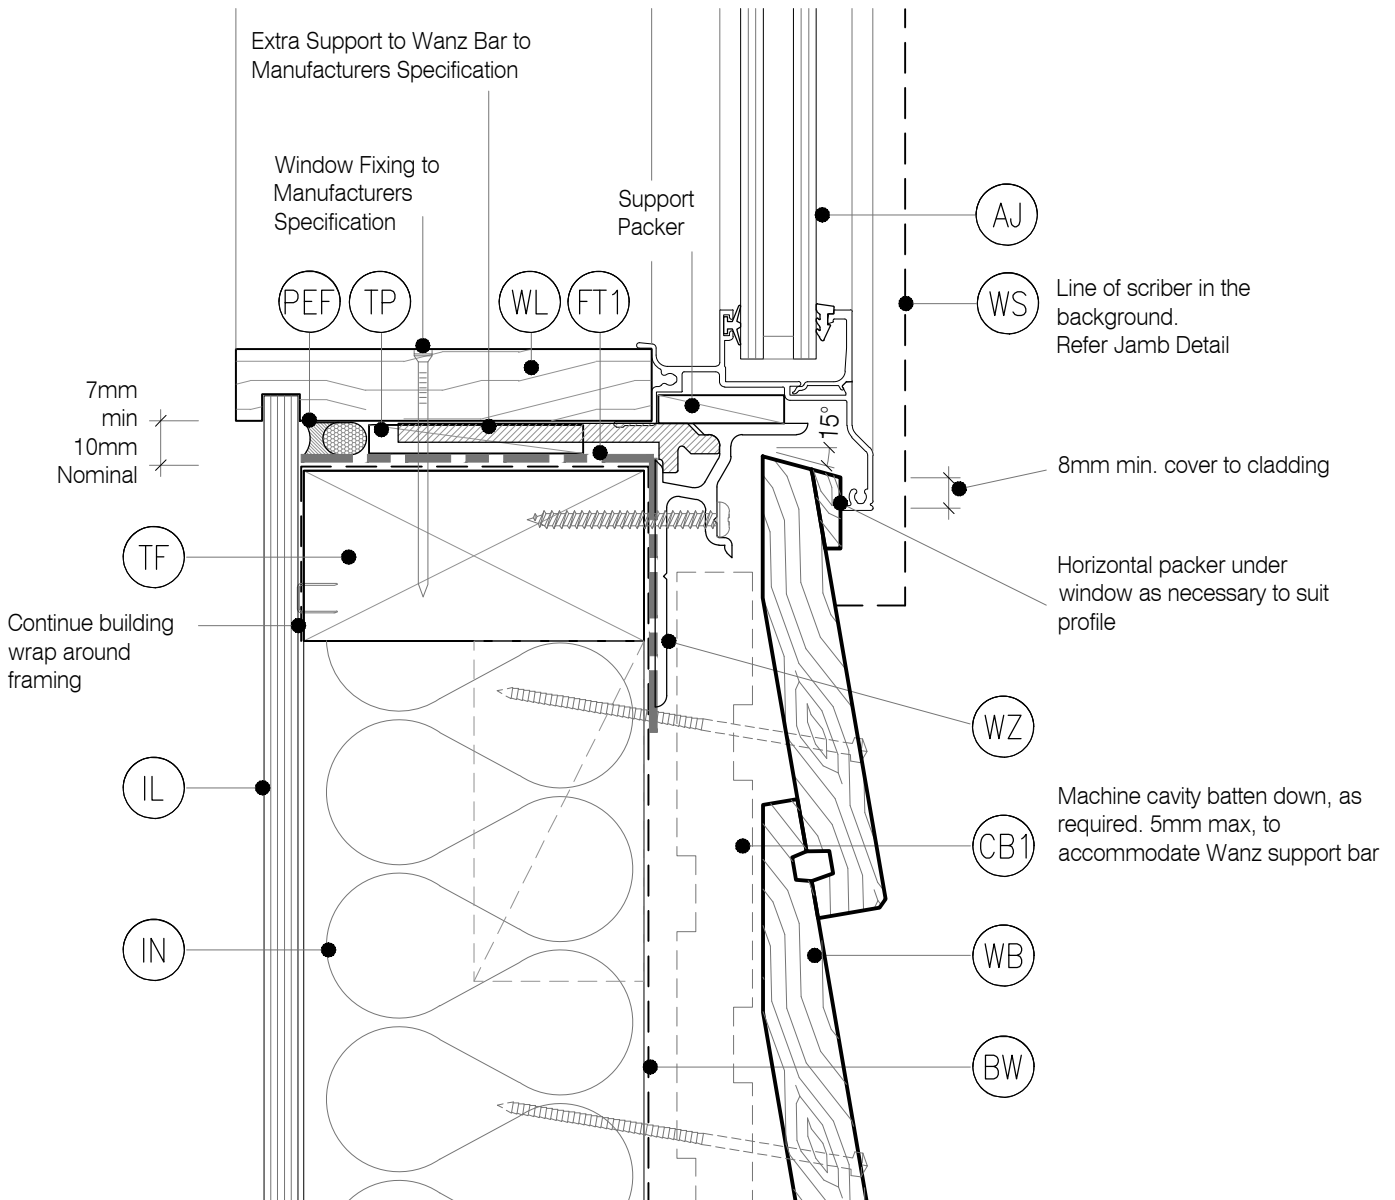 Extra Support to Wanz Bar to
Manufacturers Specification
Window Fixing to
Manufacturers
Specification
Support
Packer
AJ
PEF
TP
WL
FT1
WS
Line of scriber in the
background.
Refer Jamb Detail
7mm
min
10mm
Nominal
15°
8mm min. cover to cladding
TF
Horizontal packer under
window as necessary to suit
profile
Continue building
wrap around
framing
WZ
IL
Machine cavity batten down, as
required. 5mm max, to
accommodate Wanz support bar
CB1
IN
WB
BW